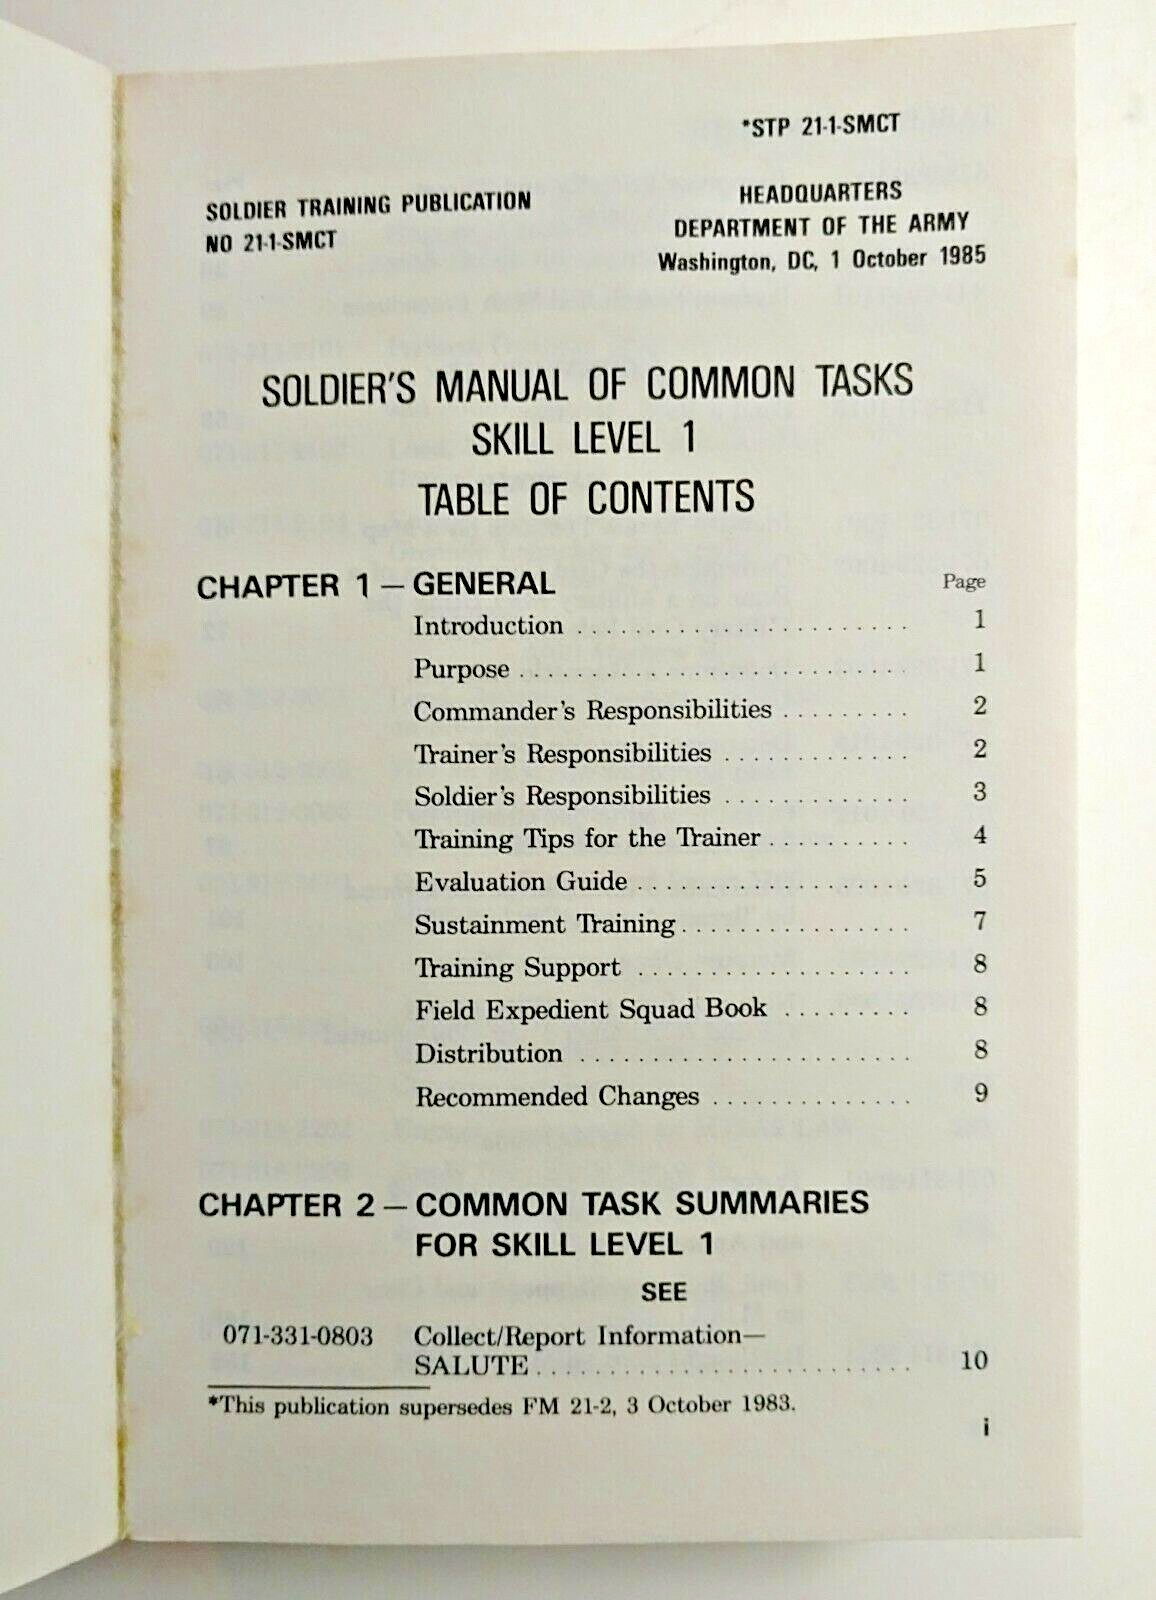 *STP 21-1-SMCT
SOLDIER TRAINING PUBLICATION
NO 21-1-SMCT
HEADQUARTERS
DEPARTMENT OF THE ARMY
Washington, DC, 1 October 1985
SOLDIER'S MANUAL OF COMMON TASKS
SKILL LEVEL 1
TABLE OF CONTENTS
CHAPTER 1 — GENERAL Page
Introduction . . . . . . . . . . . . . . . . . . . . . . . 1
Purpose . . . . . . . . . . . . . . . . . . . . . . . . . . . 1
Commander's Responsibilities . . . . . . . . . 2
Trainer's Responsibilities . . . . . . . . . . . . . 2
Soldier's Responsibilities . . . . . . . . . . . . . 3
Training Tips for the Trainer . . . . . . . . . . 4
Evaluation Guide . . . . . . . . . . . . . . . . . . . 5
Sustainment Training . . . . . . . . . . . . . . . . 7
Training Support . . . . . . . . . . . . . . . . . . . 8
Field Expedient Squad Book . . . . . . . . . 8
Distribution . . . . . . . . . . . . . . . . . . . . . . . 8
Recommended Changes . . . . . . . . . . . . . . 9
CHAPTER 2 — COMMON TASK SUMMARIES
FOR SKILL LEVEL 1
SEE
071-331-0803 Collect/Report Information—
SALUTE . . . . . . . . . . . . . . . . . . . . . . . . . . 10
*This publication supersedes FM 21-2, 3 October 1983.
i